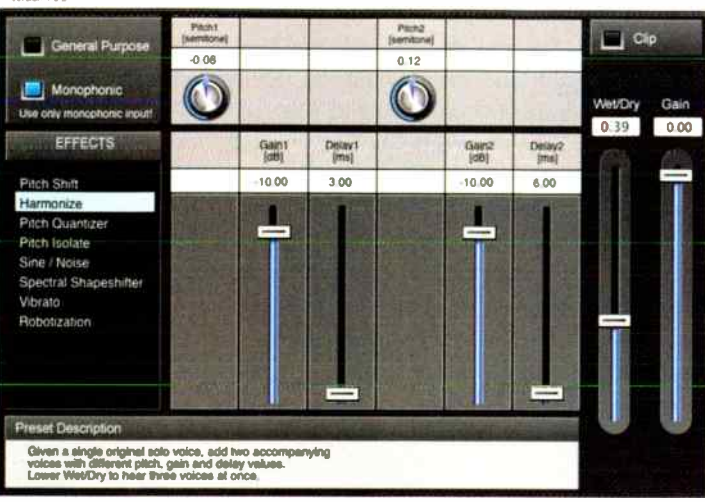 General Purpose
Monophonic
Use only monophonic input!
EFFECTS
Pitch Shift
Harmonize
Pitch Quantizer
Pitch Isolate
Sine / Noise
Spectral Shapeshifter
Vibrato
Robotization
Pitch1
[semitone]
-0.06
Pitch2
[semitone]
0.12
Gain1
[dB]
-10.00
Delay1
[ms]
3.00
Gain2
[dB]
-10.00
Delay2
[ms]
6.00
Clip
Wet/Dry
0.39
Gain
0.00
Preset Description
Given a single original solo voice, add two accompanying
voices with different pitch, gain and delay values.
Lower Wet/Dry to hear three voices at once.